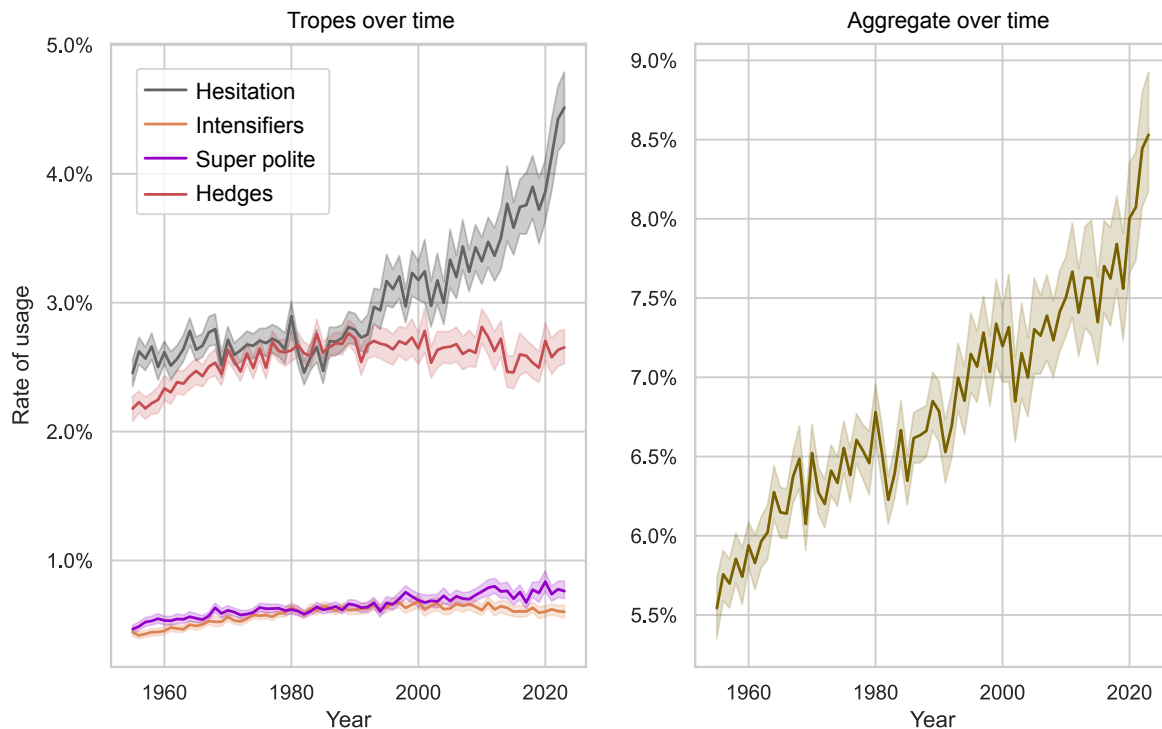 Tropes over time
5.0%
4.0%
3.0%
2.0%
1.0%
Rate of usage
Hesitation
Intensifiers
Super polite
Hedges
1960
1980
2000
2020
Year
Aggregate over time
9.0%
8.5%
8.0%
7.5%
7.0%
6.5%
6.0%
5.5%
1960
1980
2000
2020
Year